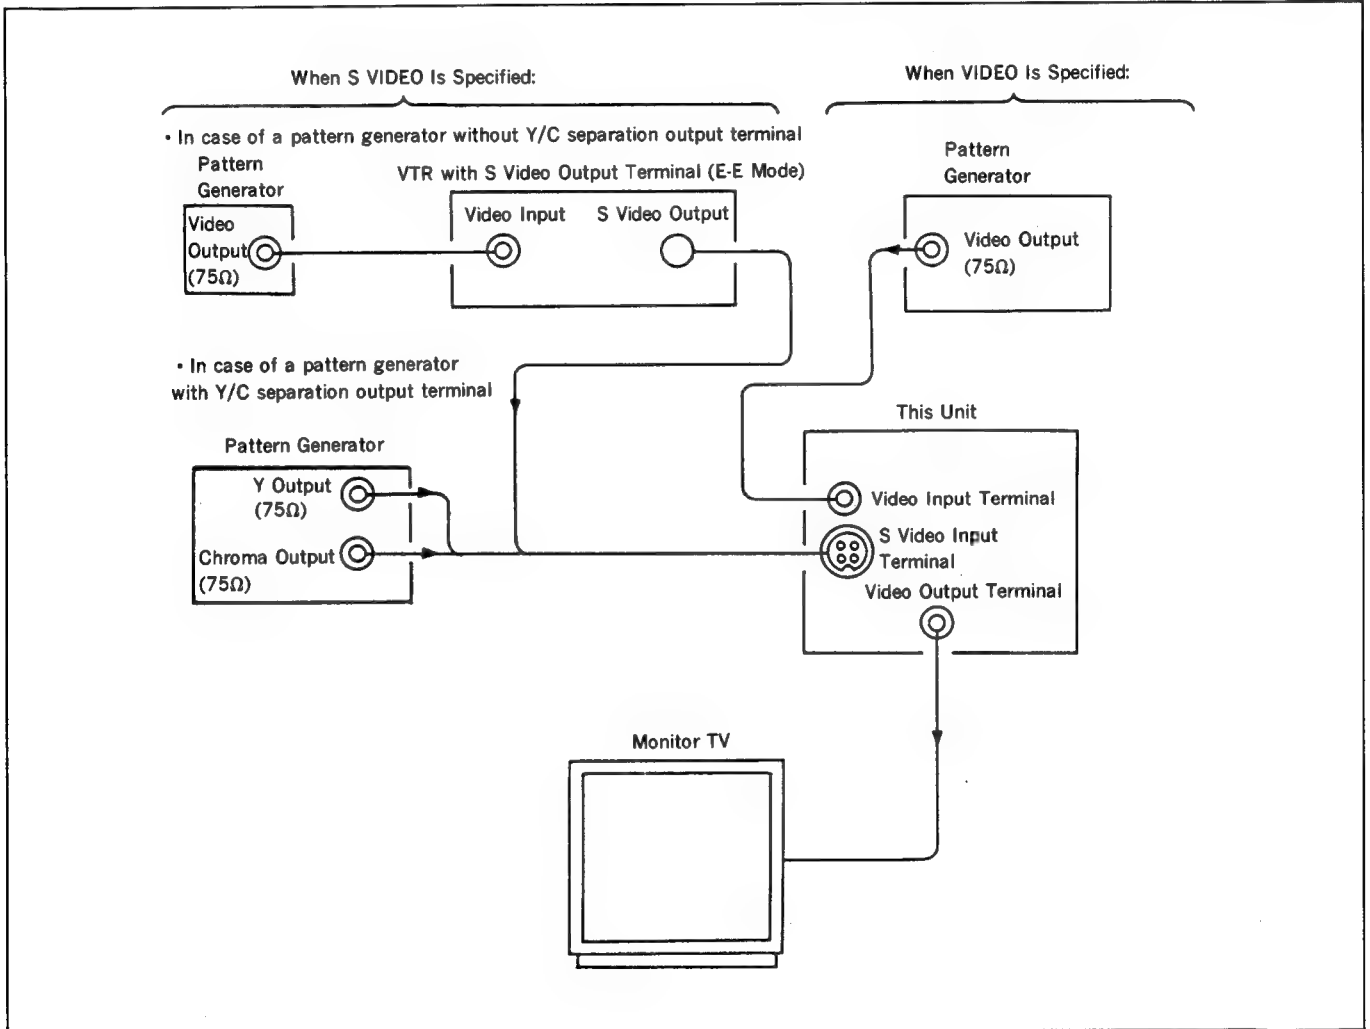 When S VIDEO Is Specified:
When VIDEO Is Specified:
• In case of a pattern generator without Y/C separation output terminal
Pattern
Generator
VTR with S Video Output Terminal (E-E Mode)
Video
Output
(75Ω)
Video Input
S Video Output
Pattern
Generator
Video Output
(75Ω)
• In case of a pattern generator
with Y/C separation output terminal
Pattern Generator
Y Output
(75Ω)
Chroma Output
(75Ω)
This Unit
Video Input Terminal
S Video Input
Terminal
Video Output Terminal
Monitor TV